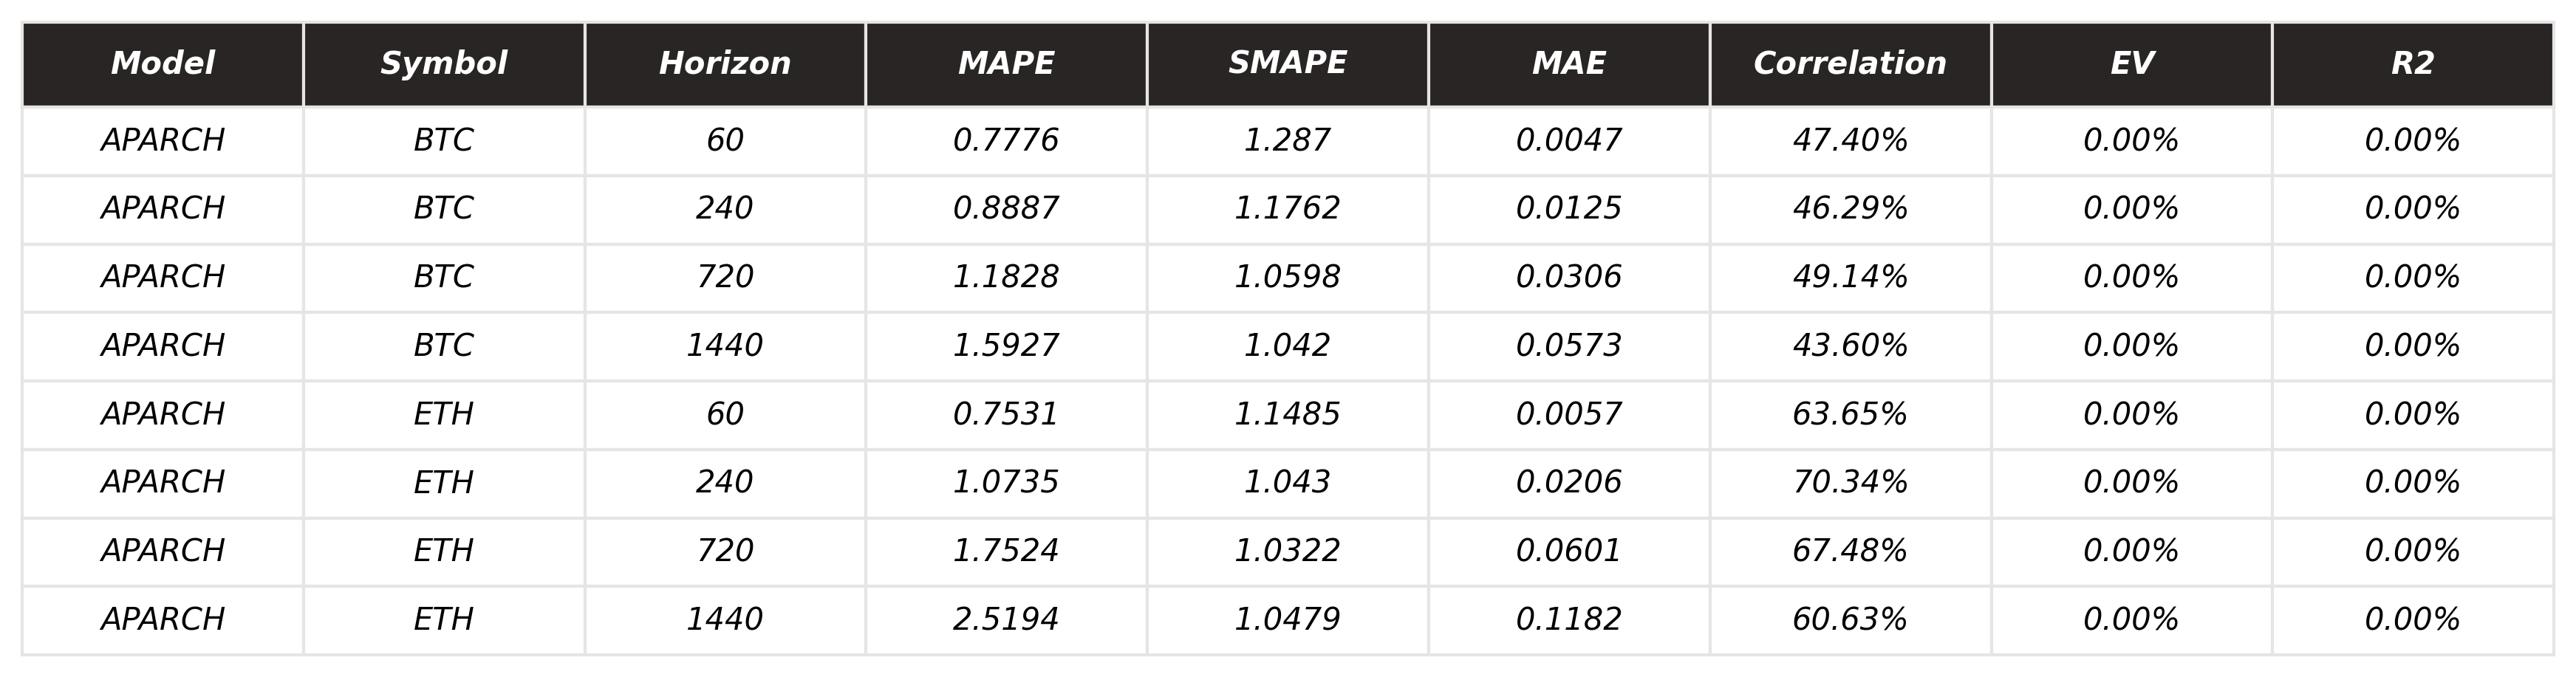 Model Symbol Horizon MAPE SMAPE MAE Correlation EV R2
APARCH BTC 60 0.7776 1.287 0.0047 47.40% 0.00% 0.00%
APARCH BTC 240 0.8887 1.1762 0.0125 46.29% 0.00% 0.00%
APARCH BTC 720 1.1828 1.0598 0.0306 49.14% 0.00% 0.00%
APARCH BTC 1440 1.5927 1.042 0.0573 43.60% 0.00% 0.00%
APARCH ETH 60 0.7531 1.1485 0.0057 63.65% 0.00% 0.00%
APARCH ETH 240 1.0735 1.043 0.0206 70.34% 0.00% 0.00%
APARCH ETH 720 1.7524 1.0322 0.0601 67.48% 0.00% 0.00%
APARCH ETH 1440 2.5194 1.0479 0.1182 60.63% 0.00% 0.00%